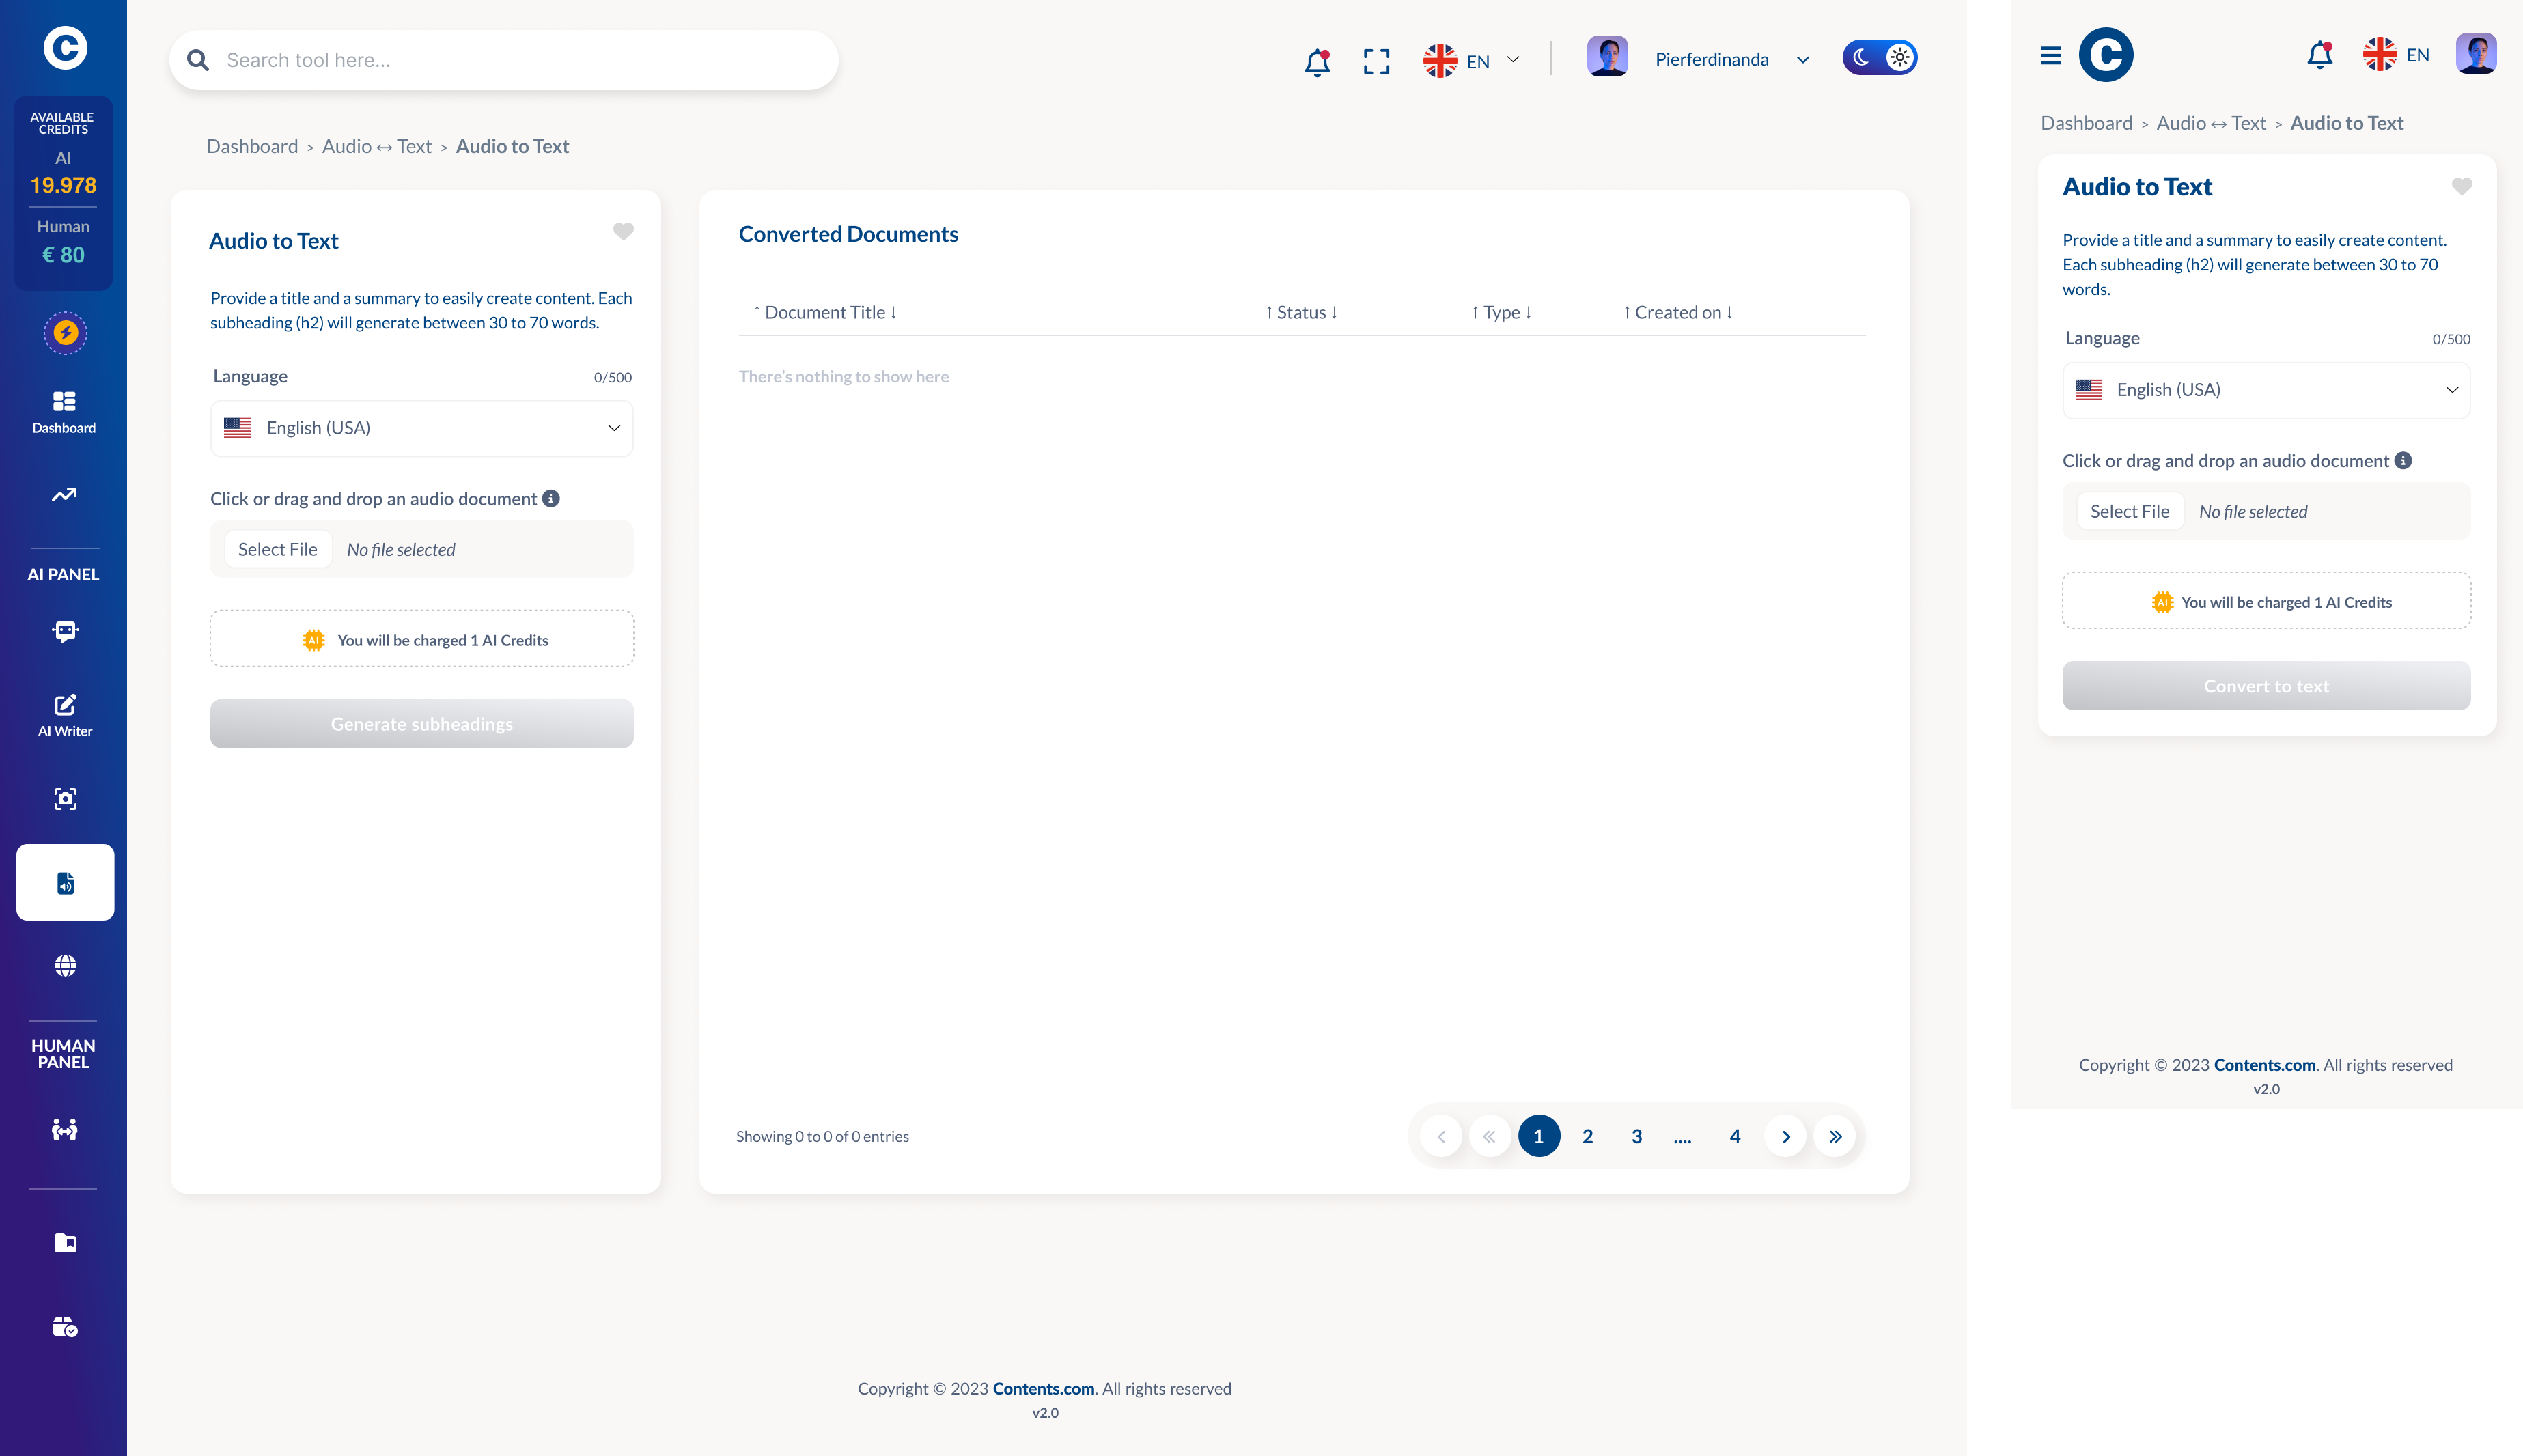 C
AVAILABLE
CREDITS
AI
19.978
Human
€ 80
Dashboard
AI PANEL
AI Writer
HUMAN
PANEL
Search tool here...
EN
Pierferdinanda
Dashboard > Audio ↔ Text > Audio to Text
Audio to Text
Provide a title and a summary to easily create content. Each
subheading (h2) will generate between 30 to 70 words.
Language 0/500
English (USA)
Click or drag and drop an audio document
Select File No file selected
AI You will be charged 1 AI Credits
Generate subheadings
Converted Documents
↑ Document Title ↓ ↑ Status ↓ ↑ Type ↓ ↑ Created on ↓
There's nothing to show here
Showing 0 to 0 of 0 entries
‹ « 1 2 3 .... 4 › »
Copyright © 2023 Contents.com. All rights reserved
v2.0
C
EN
Dashboard > Audio ↔ Text > Audio to Text
Audio to Text
Provide a title and a summary to easily create content.
Each subheading (h2) will generate between 30 to 70
words.
Language 0/500
English (USA)
Click or drag and drop an audio document
Select File No file selected
AI You will be charged 1 AI Credits
Convert to text
Copyright © 2023 Contents.com. All rights reserved
v2.0